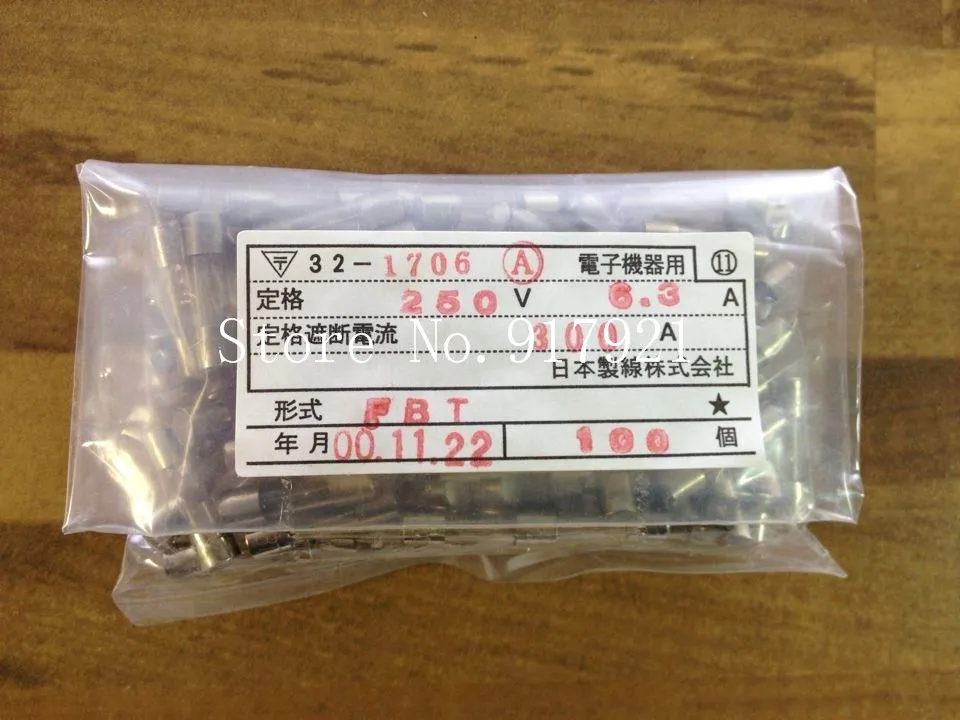 〒 32-1706 Ⓐ 電子機器用 ⑪
定格 250 V 6.3 A
定格遮断電流 300 A
Store No. 917921
日本製線株式会社
形式 FBT ★
年月 00.11.22 100 個